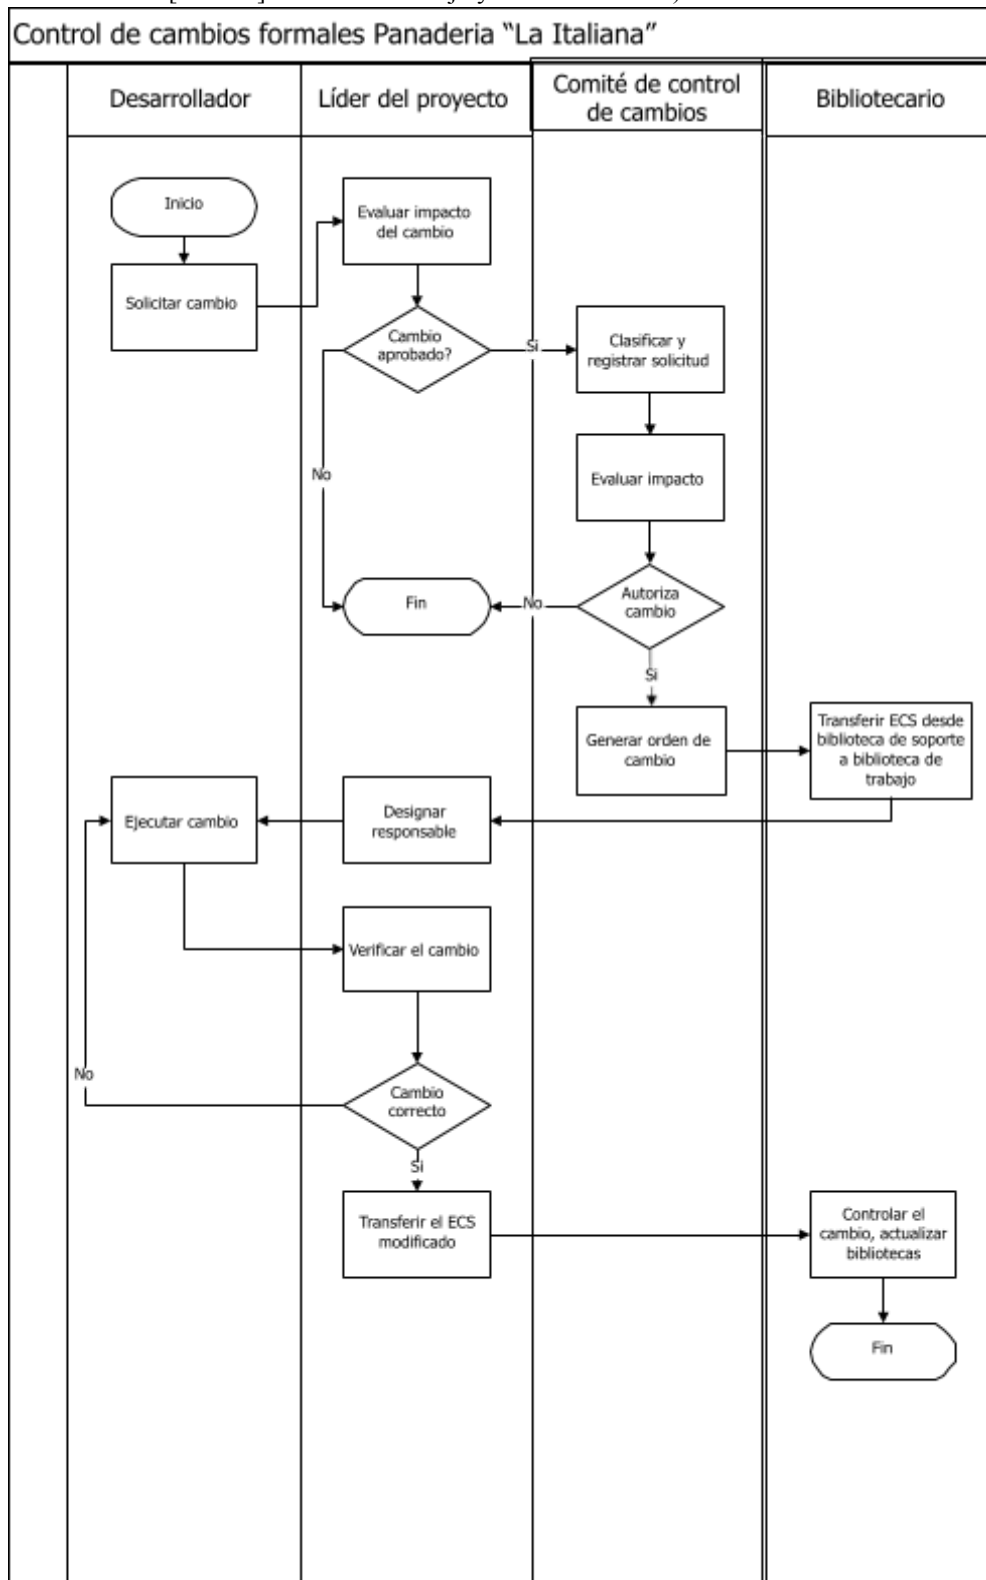 Control de cambios formales Panaderia “La Italiana”
Desarrollador
Líder del proyecto
Comité de control
de cambios
Bibliotecario
Inicio
Evaluar impacto
del cambio
Solicitar cambio
Cambio
aprobado?
Si
Clasificar y
registrar solicitud
No
Evaluar impacto
Fin
No
Autoriza
cambio
Si
Generar orden de
cambio
Transferir ECS desde
biblioteca de soporte
a biblioteca de
trabajo
Ejecutar cambio
Designar
responsable
Verificar el cambio
No
Cambio
correcto
Si
Transferir el ECS
modificado
Controlar el
cambio, actualizar
bibliotecas
Fin